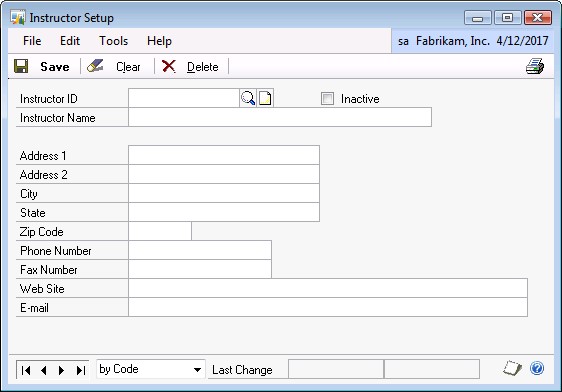 Instructor Setup
File Edit Tools Help sa Fabrikam, Inc. 4/12/2017
Save Clear Delete
Instructor ID Inactive
Instructor Name
Address 1
Address 2
City
State
Zip Code
Phone Number
Fax Number
Web Site
E-mail
by Code Last Change